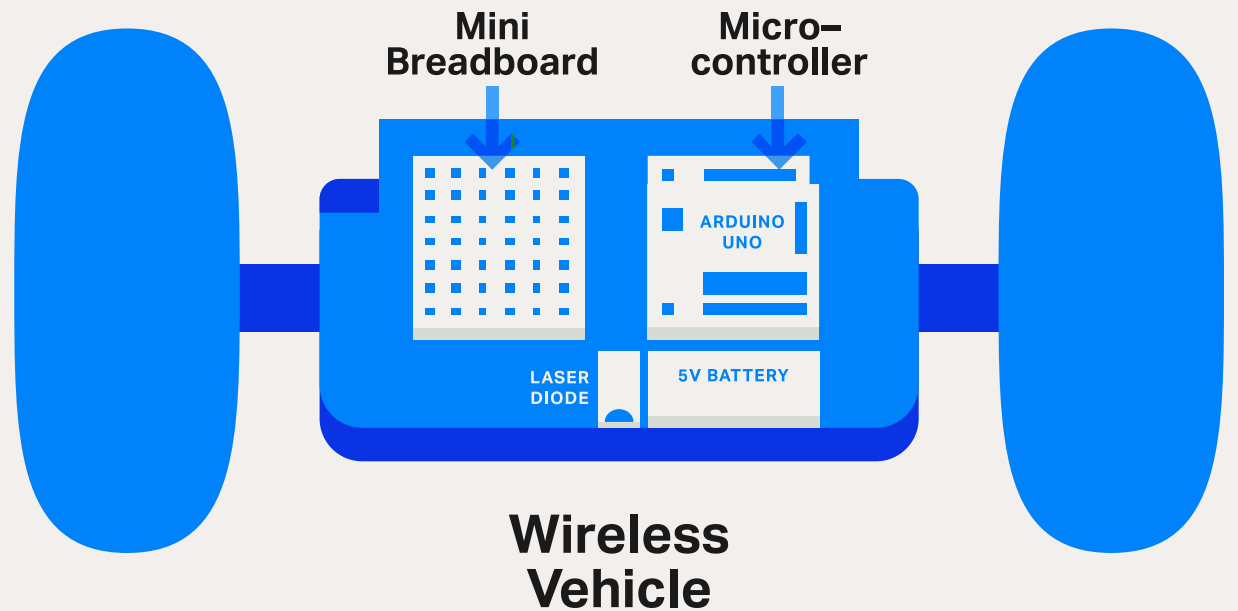 Mini
Breadboard
Micro–
controller
ARDUINO
UNO
LASER
DIODE
5V BATTERY
Wireless
Vehicle